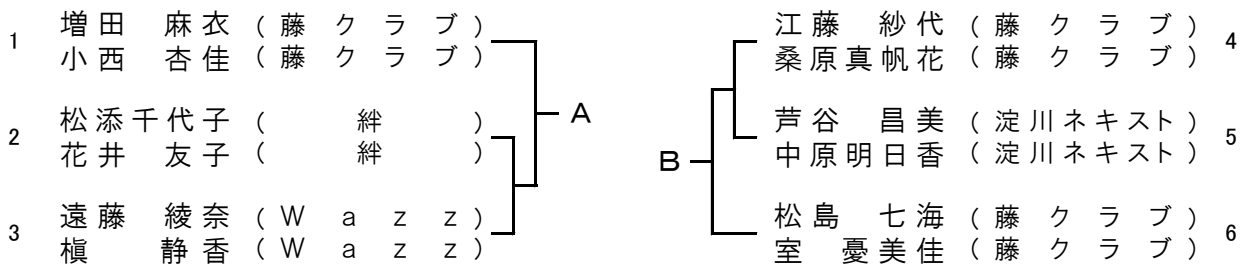 1
増田 麻衣 (藤クラブ)
小西 杏佳 (藤クラブ)
2
松添千代子 (絆)
花井 友子 (絆)
3
遠藤 綾奈 (Wazz)
槇 静香 (Wazz)
A
B
江藤 紗代 (藤クラブ)
桑原真帆花 (藤クラブ)
4
芦谷 昌美 (淀川ネキスト)
中原明日香 (淀川ネキスト)
5
松島 七海 (藤クラブ)
室 憂美佳 (藤クラブ)
6